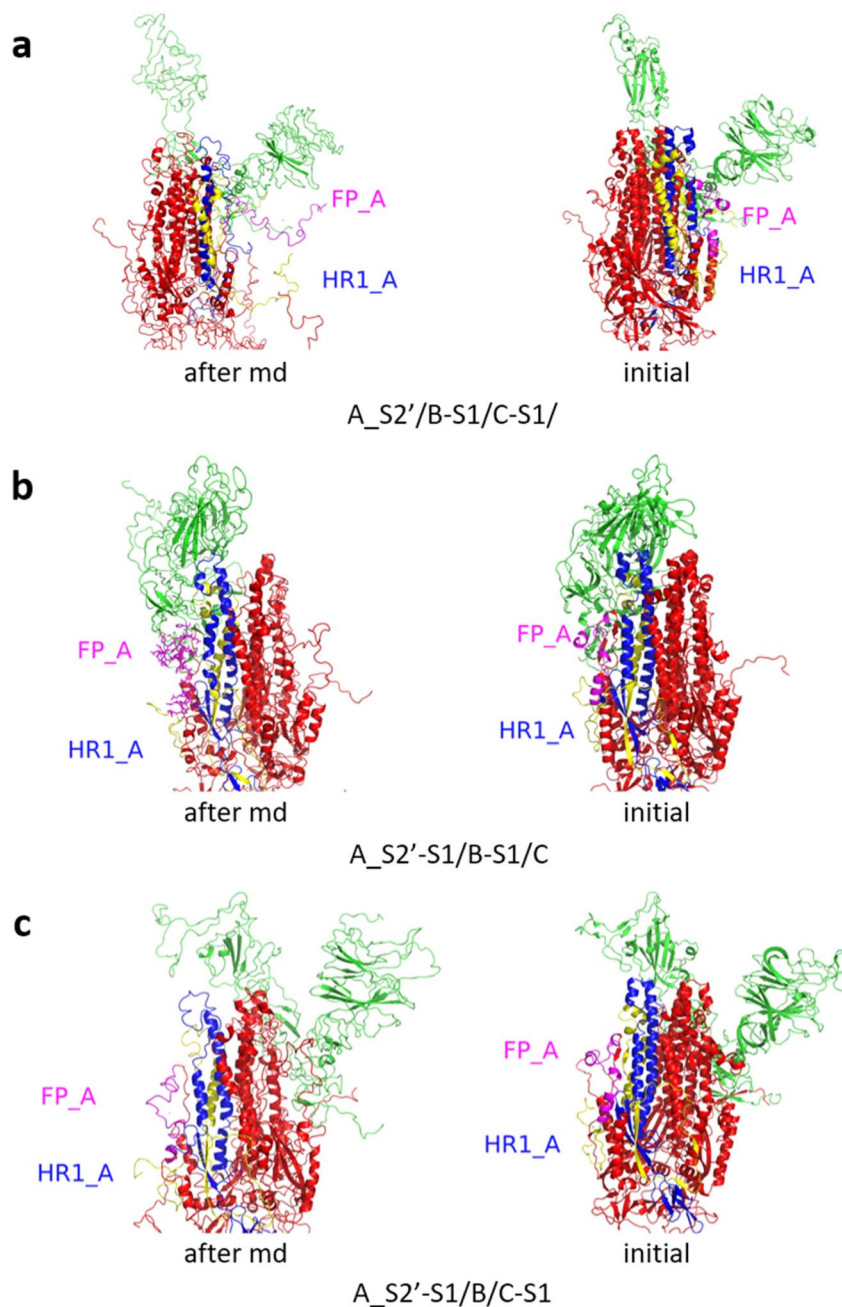 a
FP_A
FP_A
HR1_A
HR1_A
after md
initial
A_S2’/B-S1/C-S1/
b
FP_A
FP_A
HR1_A
HR1_A
after md
initial
A_S2’-S1/B-S1/C
c
FP_A
FP_A
HR1_A
HR1_A
after md
initial
A_S2’-S1/B/C-S1